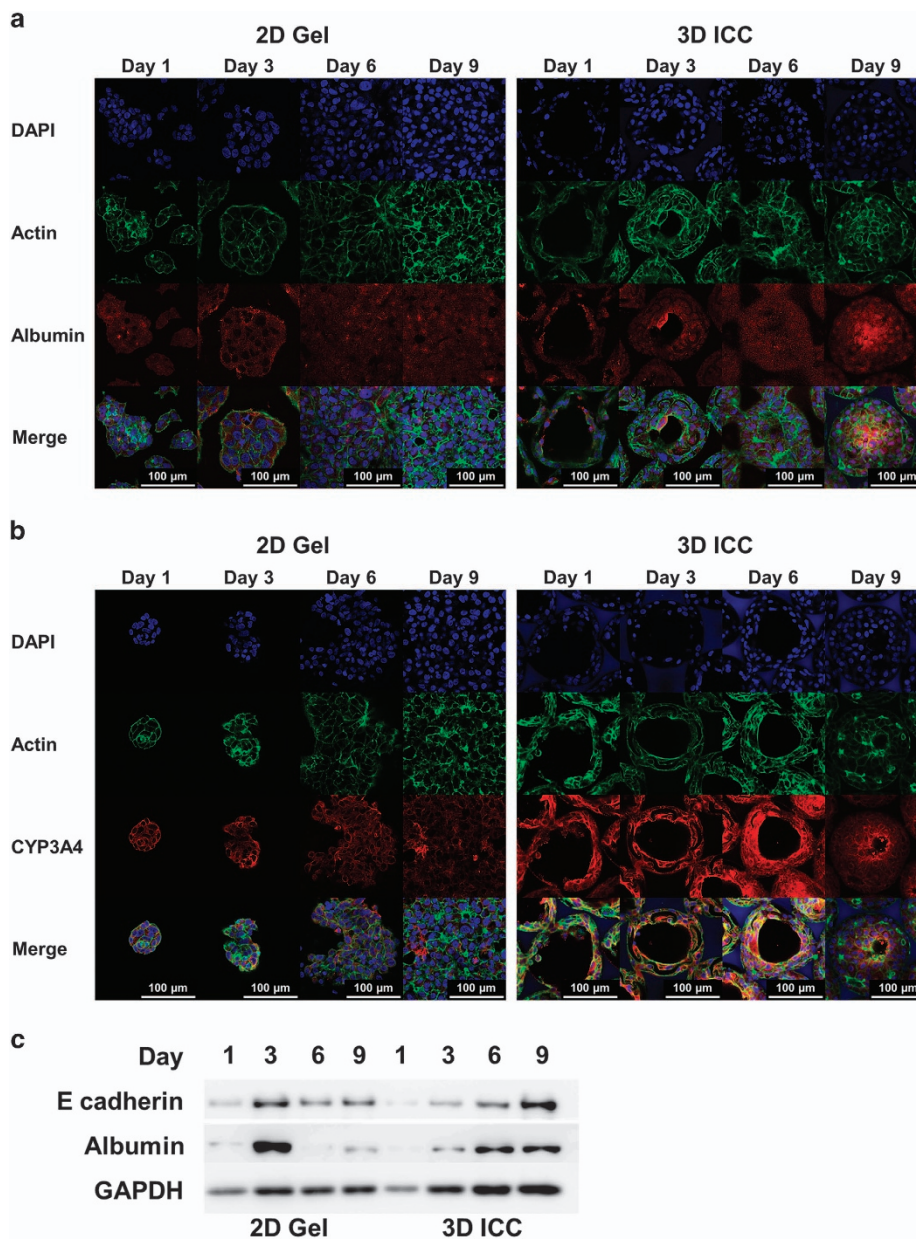 a
2D Gel 3D ICC
Day 1 Day 3 Day 6 Day 9 Day 1 Day 3 Day 6 Day 9
DAPI
Actin
Albumin
Merge
100 µm 100 µm 100 µm 100 µm 100 µm 100 µm 100 µm 100 µm
b
2D Gel 3D ICC
Day 1 Day 3 Day 6 Day 9 Day 1 Day 3 Day 6 Day 9
DAPI
Actin
CYP3A4
Merge
100 µm 100 µm 100 µm 100 µm 100 µm 100 µm 100 µm 100 µm
c
Day 1 3 6 9 1 3 6 9
E cadherin
Albumin
GAPDH
2D Gel 3D ICC